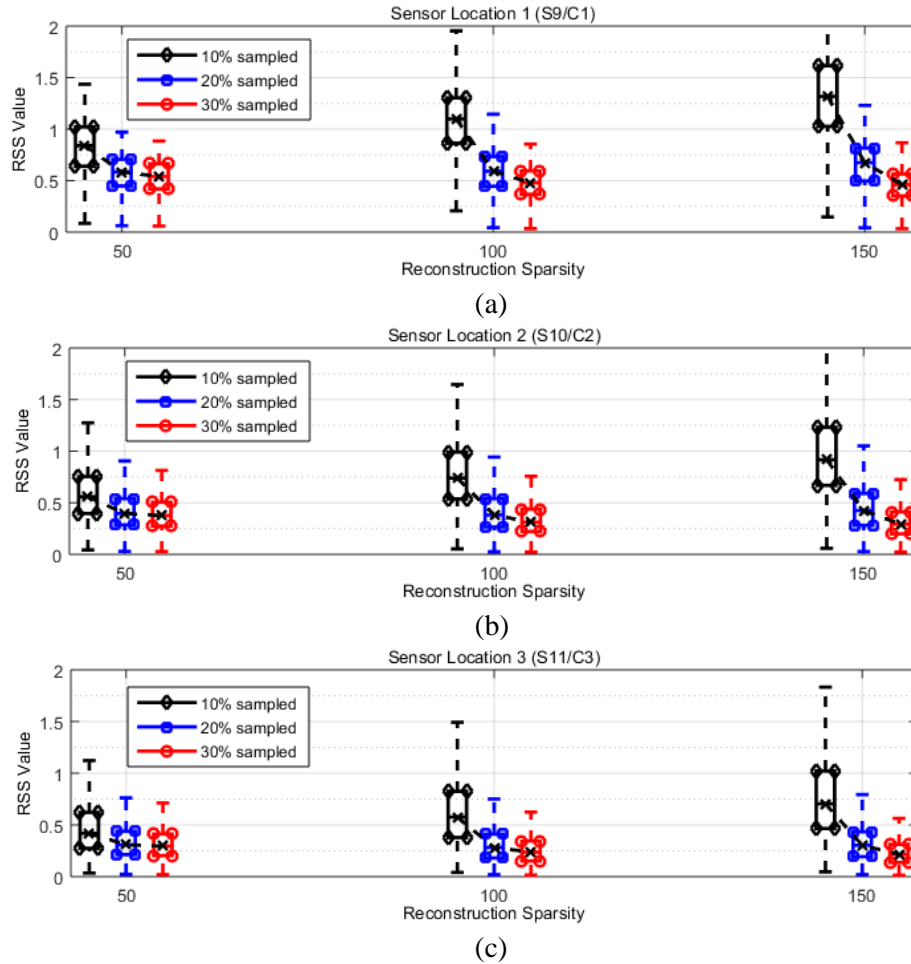 Sensor Location 1 (S9/C1)
2
1.5
1
0.5
0
RSS Value
10% sampled
20% sampled
30% sampled
50
100
150
Reconstruction Sparsity
(a)
Sensor Location 2 (S10/C2)
2
1.5
1
0.5
0
RSS Value
10% sampled
20% sampled
30% sampled
50
100
150
Reconstruction Sparsity
(b)
Sensor Location 3 (S11/C3)
2
1.5
1
0.5
0
RSS Value
10% sampled
20% sampled
30% sampled
50
100
150
Reconstruction Sparsity
(c)